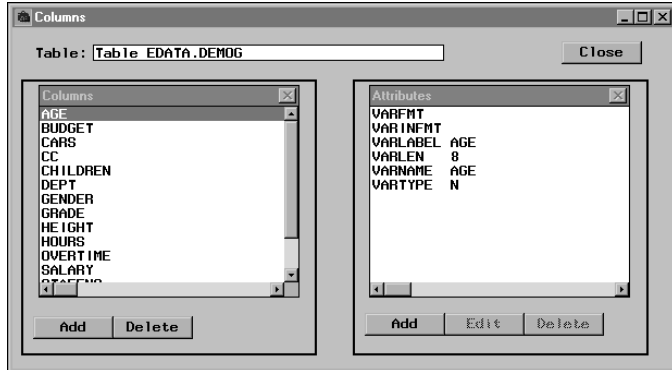 Columns
Table: Table EDATA.DEMOG
Close
Columns
AGE
BUDGET
CARS
CC
CHILDREN
DEPT
GENDER
GRADE
HEIGHT
HOURS
OVERTIME
SALARY
Add Delete
Attributes
VARFMT
VARINFMT
VARLABEL AGE
VARLEN 8
VARNAME AGE
VARTYPE N
Add Edit Delete